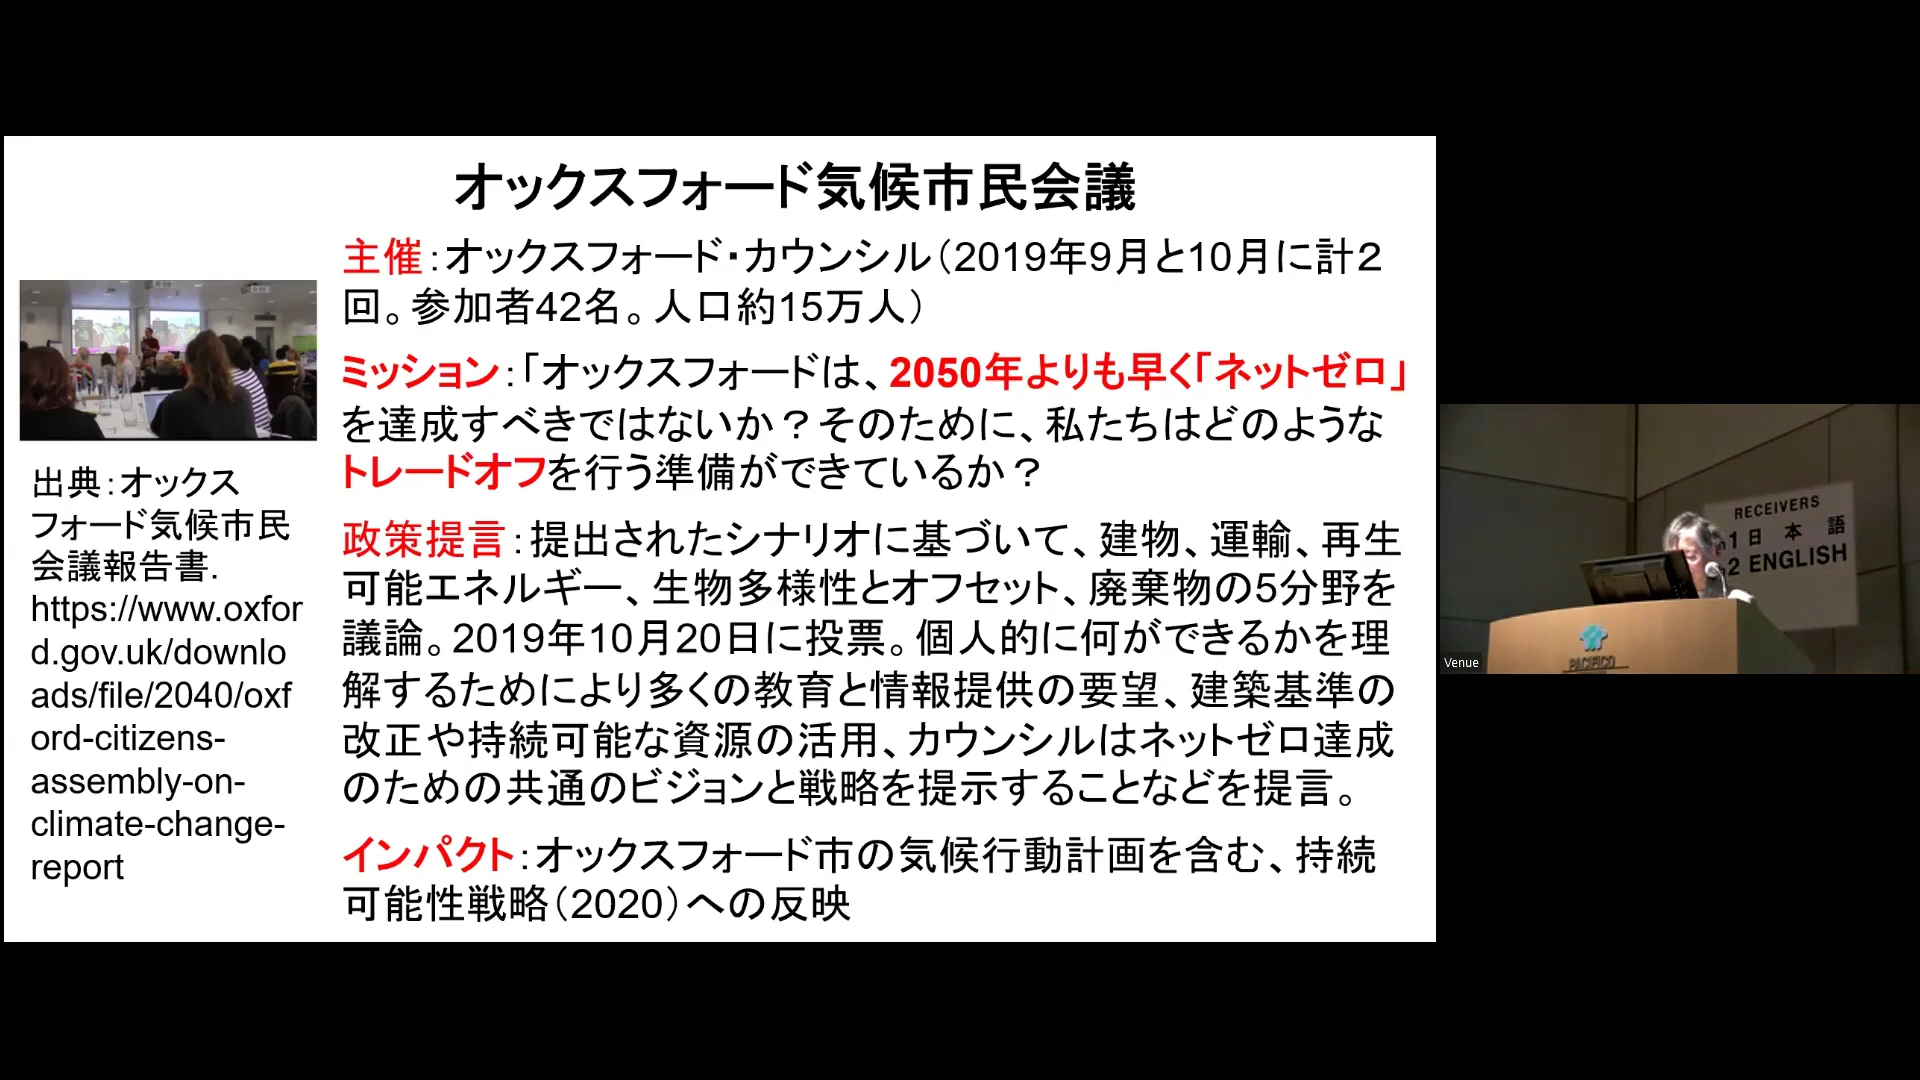 オックスフォード気候市民会議
主催：オックスフォード・カウンシル（2019年9月と10月に計２
回。参加者42名。人口約15万人）
ミッション：「オックスフォードは、2050年よりも早く「ネットゼロ」
を達成すべきではないか？そのために、私たちはどのような
トレードオフを行う準備ができているか？
政策提言：提出されたシナリオに基づいて、建物、運輸、再生
可能エネルギー、生物多様性とオフセット、廃棄物の5分野を
議論。2019年10月20日に投票。個人的に何ができるかを理
解するためにより多くの教育と情報提供の要望、建築基準の
改正や持続可能な資源の活用、カウンシルはネットゼロ達成
のための共通のビジョンと戦略を提示することなどを提言。
インパクト：オックスフォード市の気候行動計画を含む、持続
可能性戦略（2020）への反映
出典：オックス
フォード気候市民
会議報告書.
https://www.oxfor
d.gov.uk/downlo
ads/file/2040/oxf
ord-citizens-
assembly-on-
climate-change-
report
RECEIVERS
1 日 本 語
2 ENGLISH
PACIFICO
Venue